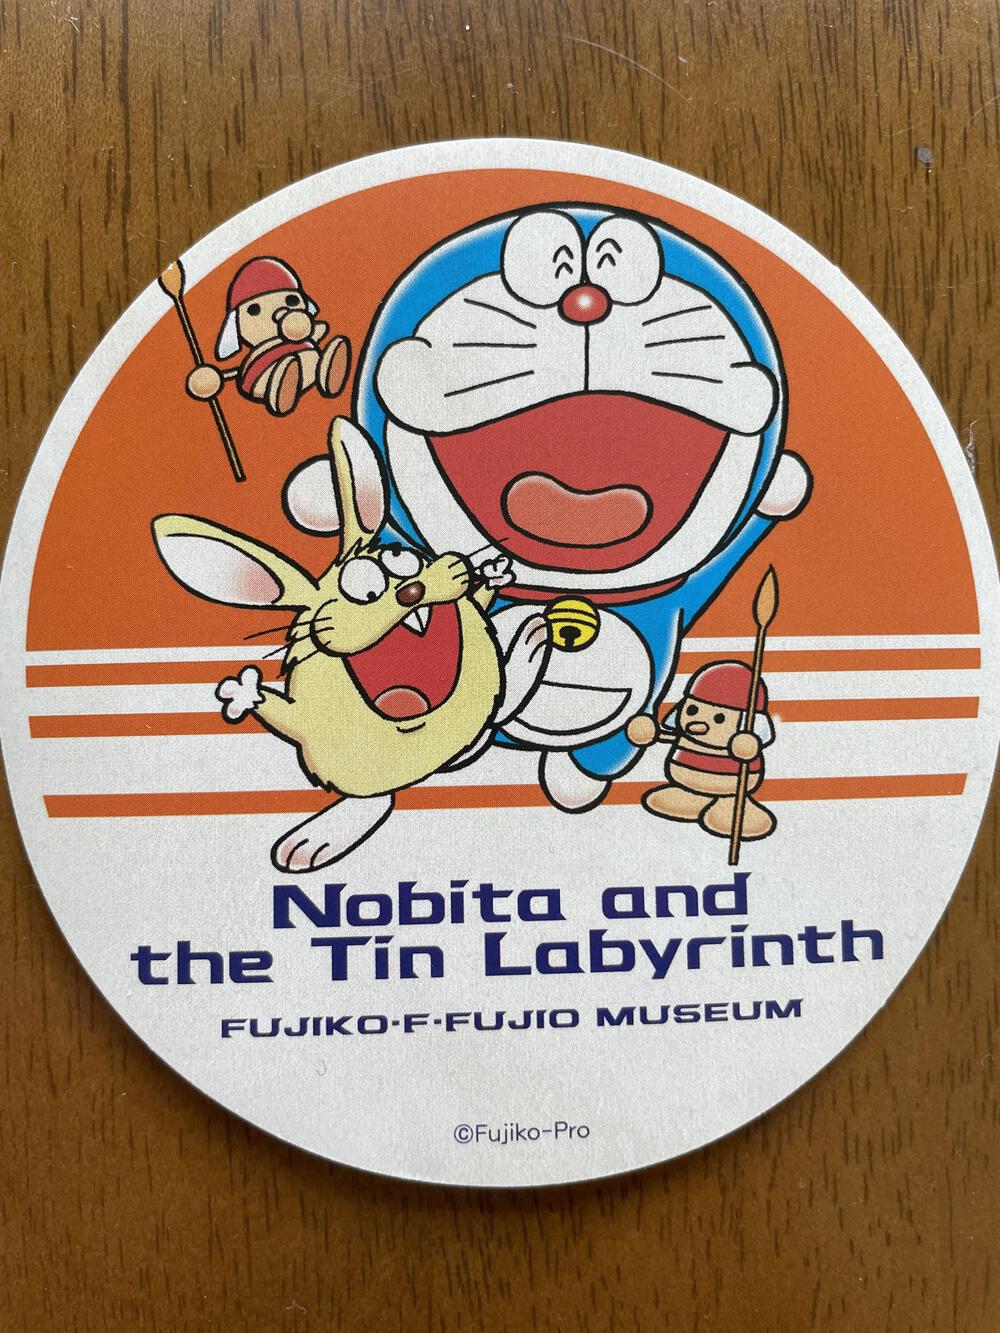 Nobita and
the Tin Labyrinth
FUJIKO·F·FUJIO MUSEUM
©Fujiko-Pro